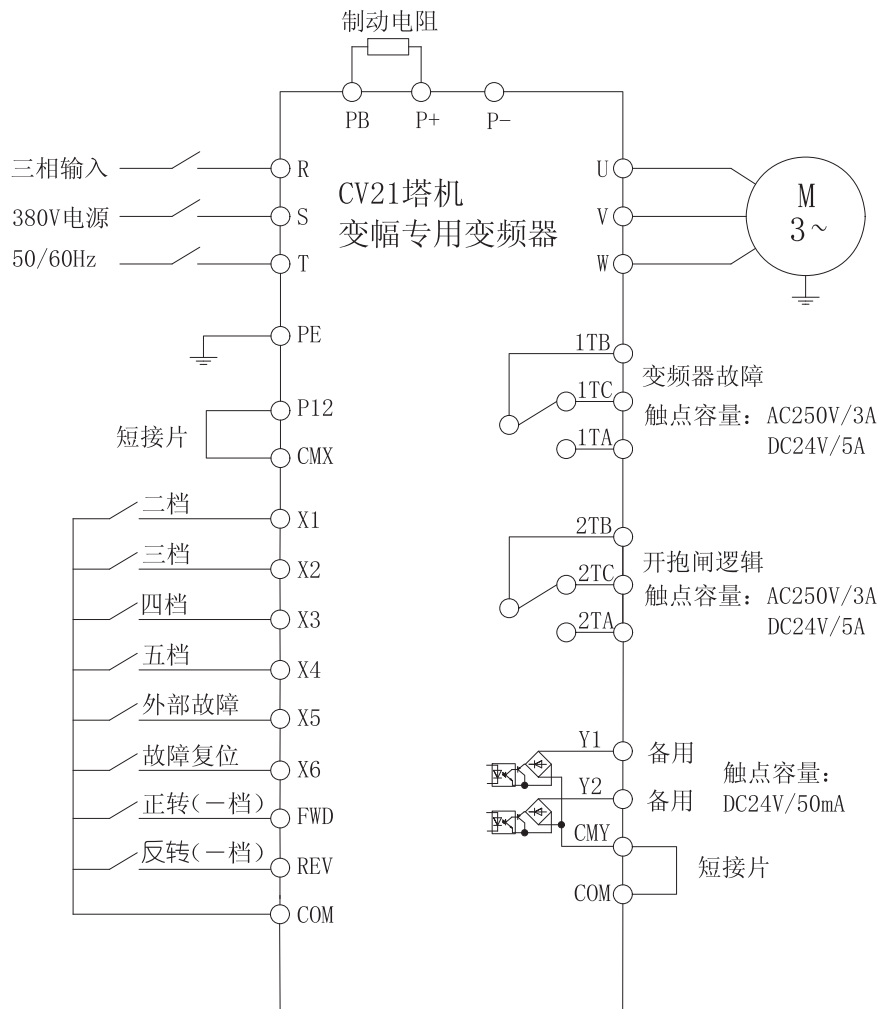 制动电阻
PB
P+
P-
三相输入
R
380V电源
S
50/60Hz
T
CV21塔机
变幅专用变频器
U
V
W
M
3~
PE
P12
短接片
CMX
1TB
变频器故障
1TC
触点容量：AC250V/3A
1TA
DC24V/5A
二档
X1
三档
X2
四档
X3
五档
X4
外部故障
X5
故障复位
X6
正转(一档)
FWD
反转(一档)
REV
COM
2TB
开抱闸逻辑
2TC
触点容量：AC250V/3A
2TA
DC24V/5A
Y1
备用
Y2
备用
触点容量：
DC24V/50mA
CMY
短接片
COM